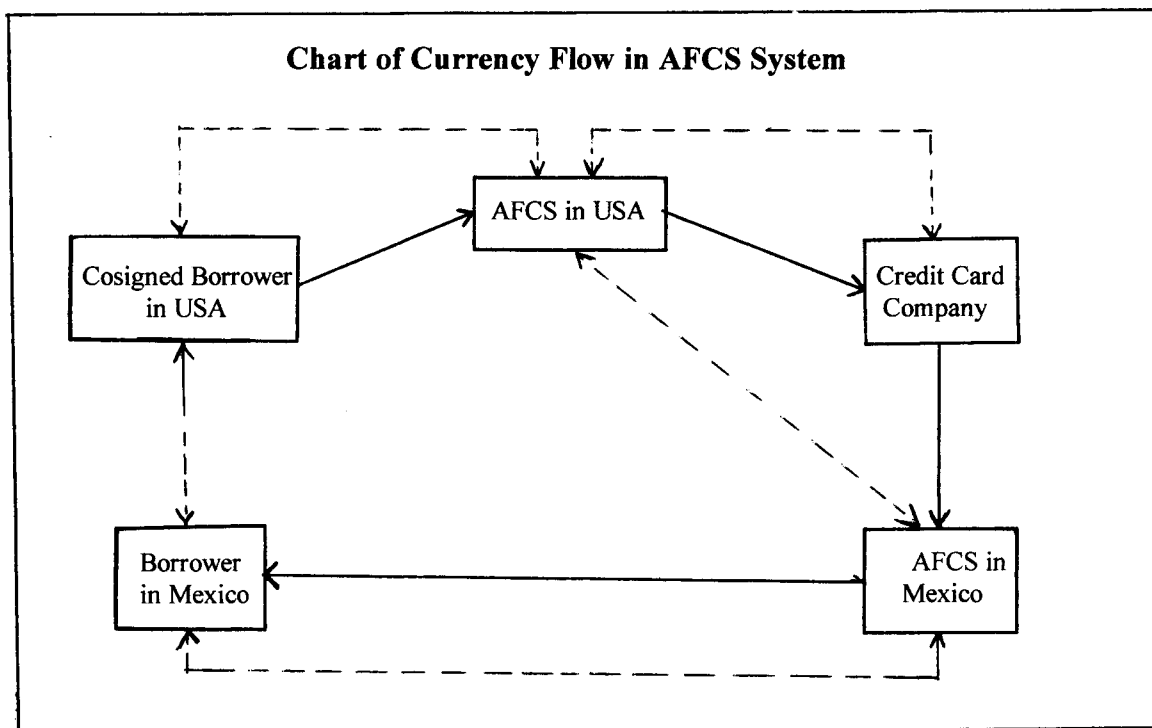 Chart of Currency Flow in AFCS System
AFCS in USA
Cosigned Borrower
in USA
Credit Card
Company
Borrower
in Mexico
AFCS in
Mexico